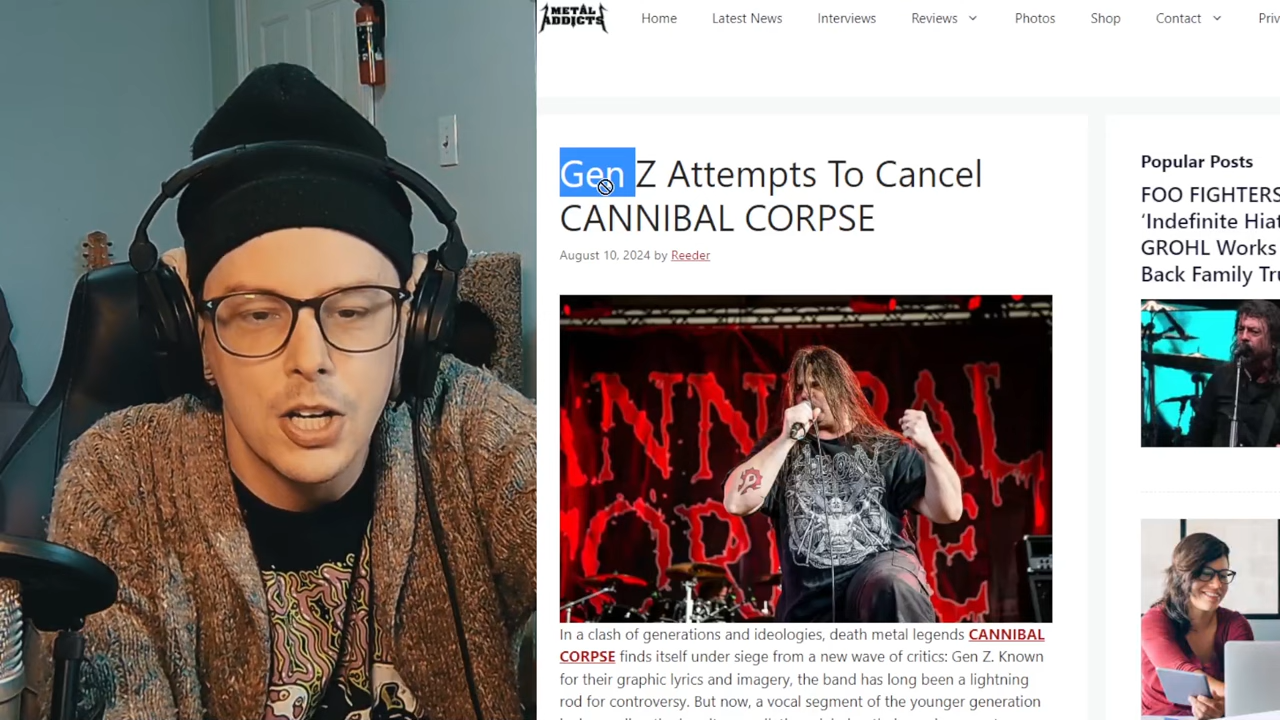 METAL
ADDICTS
Home
Latest News
Interviews
Reviews
Photos
Shop
Contact
Gen Z Attempts To Cancel
CANNIBAL CORPSE
August 10, 2024 by Reeder
NNIBAL
In a clash of generations and ideologies, death metal legends CANNIBAL
CORPSE finds itself under siege from a new wave of critics: Gen Z. Known
for their graphic lyrics and imagery, the band has long been a lightning
rod for controversy. But now, a vocal segment of the younger generation
Popular Posts
FOO FIGHTERS
‘Indefinite
GROHL Works
Back Family